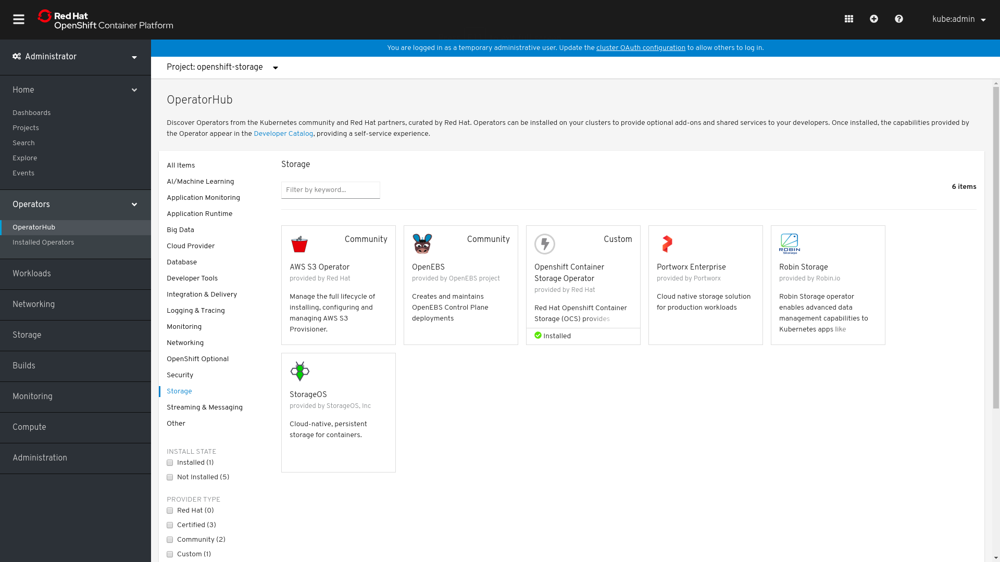 Red Hat
OpenShift Container Platform
kube:admin
Administrator
Home
Dashboards
Projects
Search
Explore
Events
Operators
OperatorHub
Installed Operators
Workloads
Networking
Storage
Builds
Monitoring
Compute
Administration
You are logged in as a temporary administrative user. Update the cluster OAuth configuration to allow others to log in.
Project: openshift-storage
OperatorHub
Discover Operators from the Kubernetes community and Red Hat partners, curated by Red Hat. Operators can be installed on your clusters to provide optional add-ons and shared services to your developers. Once installed, the capabilities provided by
the Operator appear in the Developer Catalog, providing a self-service experience.
All Items
AI/Machine Learning
Application Monitoring
Application Runtime
Big Data
Cloud Provider
Database
Developer Tools
Integration & Delivery
Logging & Tracing
Monitoring
Networking
OpenShift Optional
Security
Storage
Streaming & Messaging
Other
INSTALL STATE
Installed (1)
Not Installed (5)
PROVIDER TYPE
Red Hat (0)
Certified (3)
Community (2)
Custom (1)
Storage
Filter by keyword...
6 items
Community
AWS S3 Operator
provided by Red Hat
Manage the full lifecycle of
installing, configuring and
managing AWS S3
Provisioner.
Community
OpenEBS
provided by OpenEBS project
Creates and maintains
OpenEBS Control Plane
deployments
Custom
Openshift Container
Storage Operator
provided by Red Hat
Red Hat Openshift Container
Storage (OCS) provides
Installed
Portworx Enterprise
provided by Portworx
Cloud native storage solution
for production workloads
ROBIN
Storage
Robin Storage
provided by Robin.io
Robin Storage operator
enables advanced data
management capabilities to
Kubernetes apps like
StorageOS
provided by StorageOS, Inc
Cloud-native, persistent
storage for containers.